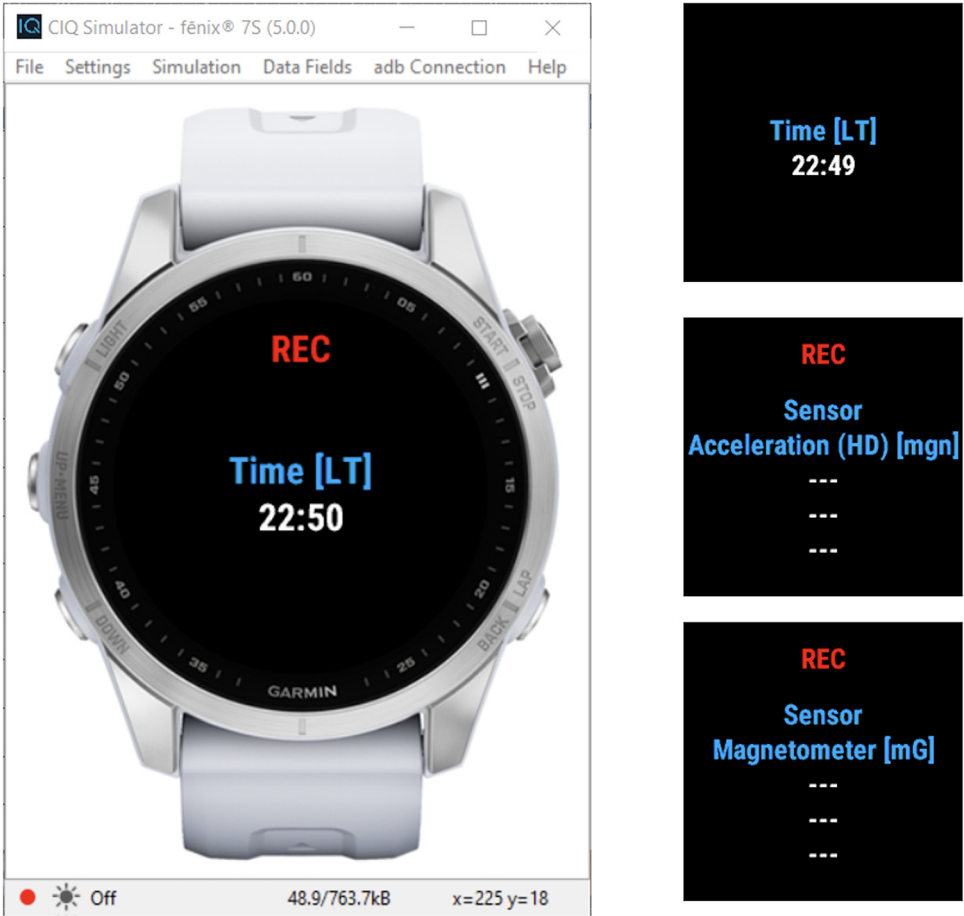 IQ CIQ Simulator - fēnix® 7S (5.0.0)
File Settings Simulation Data Fields adb Connection Help
60
55
05
LIGHT
START
STOP
50
REC
UP·MENU
45
Time [LT]
22:50
15
40
20
LAP
BACK
DOWN
35
25
GARMIN
Off 48.9/763.7kB x=225 y=18
Time [LT]
22:49
REC
Sensor
Acceleration (HD) [mgn]
---
---
---
REC
Sensor
Magnetometer [mG]
---
---
---